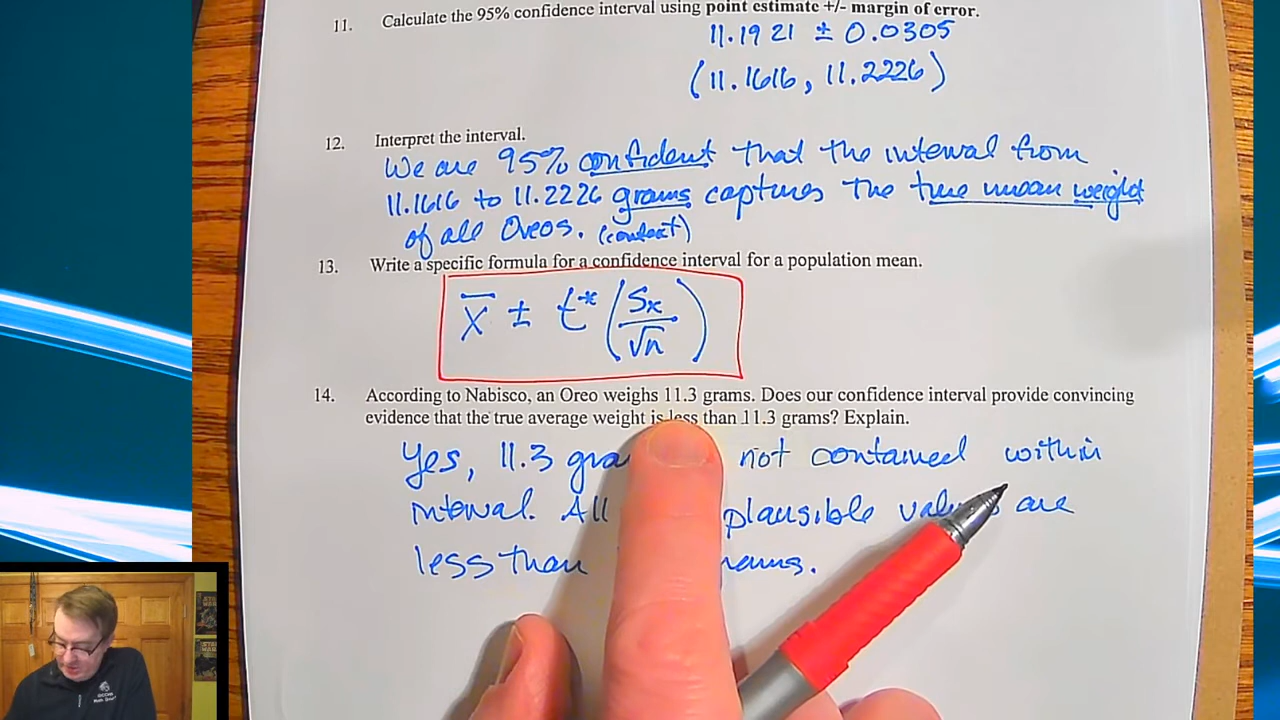 11. Calculate the 95% confidence interval using point estimate +/- margin of error.
11.1921 ± 0.0305
(11.1616, 11.2226)
12. Interpret the interval.
We are 95% confident that the interval from
11.1616 to 11.2226 grams captures the true mean weight
of all Oreos. (context)
13. Write a specific formula for a confidence interval for a population mean.
x̄ ± t* (Sx/√n)
14. According to Nabisco, an Oreo weighs 11.3 grams. Does our confidence interval provide convincing
evidence that the true average weight is less than 11.3 grams? Explain.
Yes, 11.3 not contained within
interval. All plausible are
less than